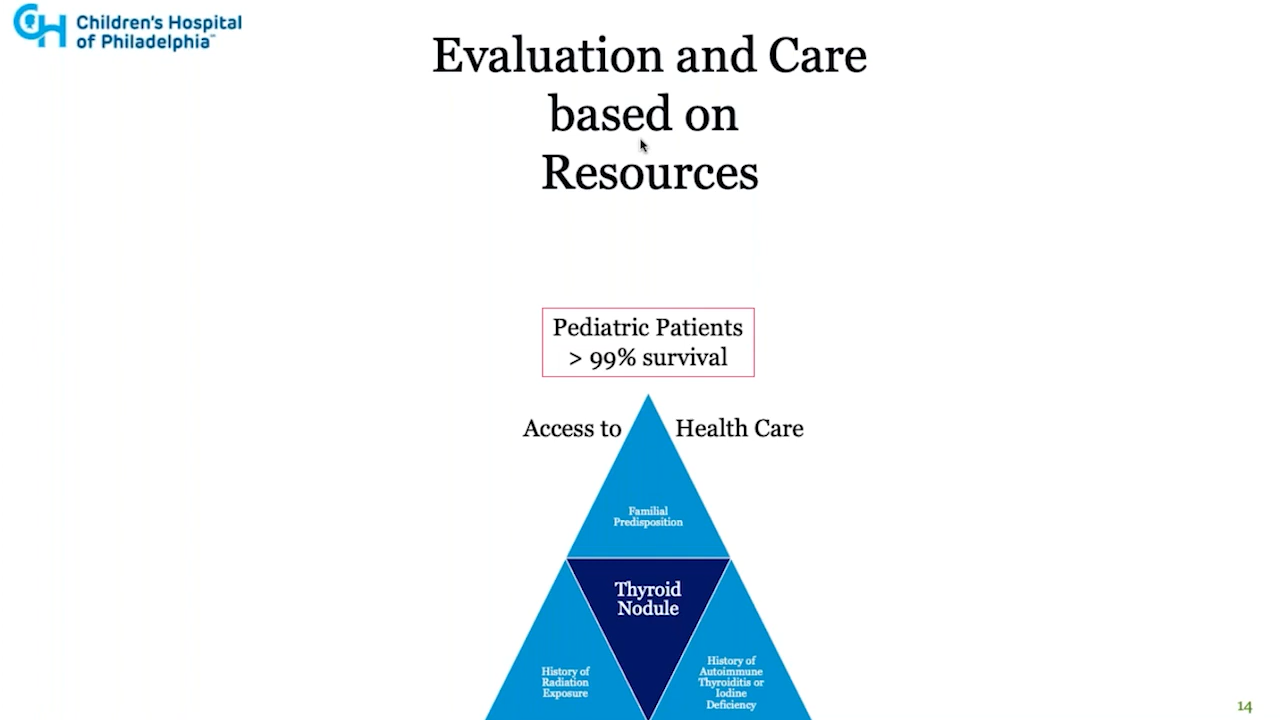 Children's Hospital
of Philadelphia™
Evaluation and Care
based on
Resources
Pediatric Patients
> 99% survival
Access to
Health Care
Familial
Predisposition
Thyroid
Nodule
History of
Radiation
Exposure
History of
Autoimmune
Thyroiditis or
Iodine
Deficiency
14